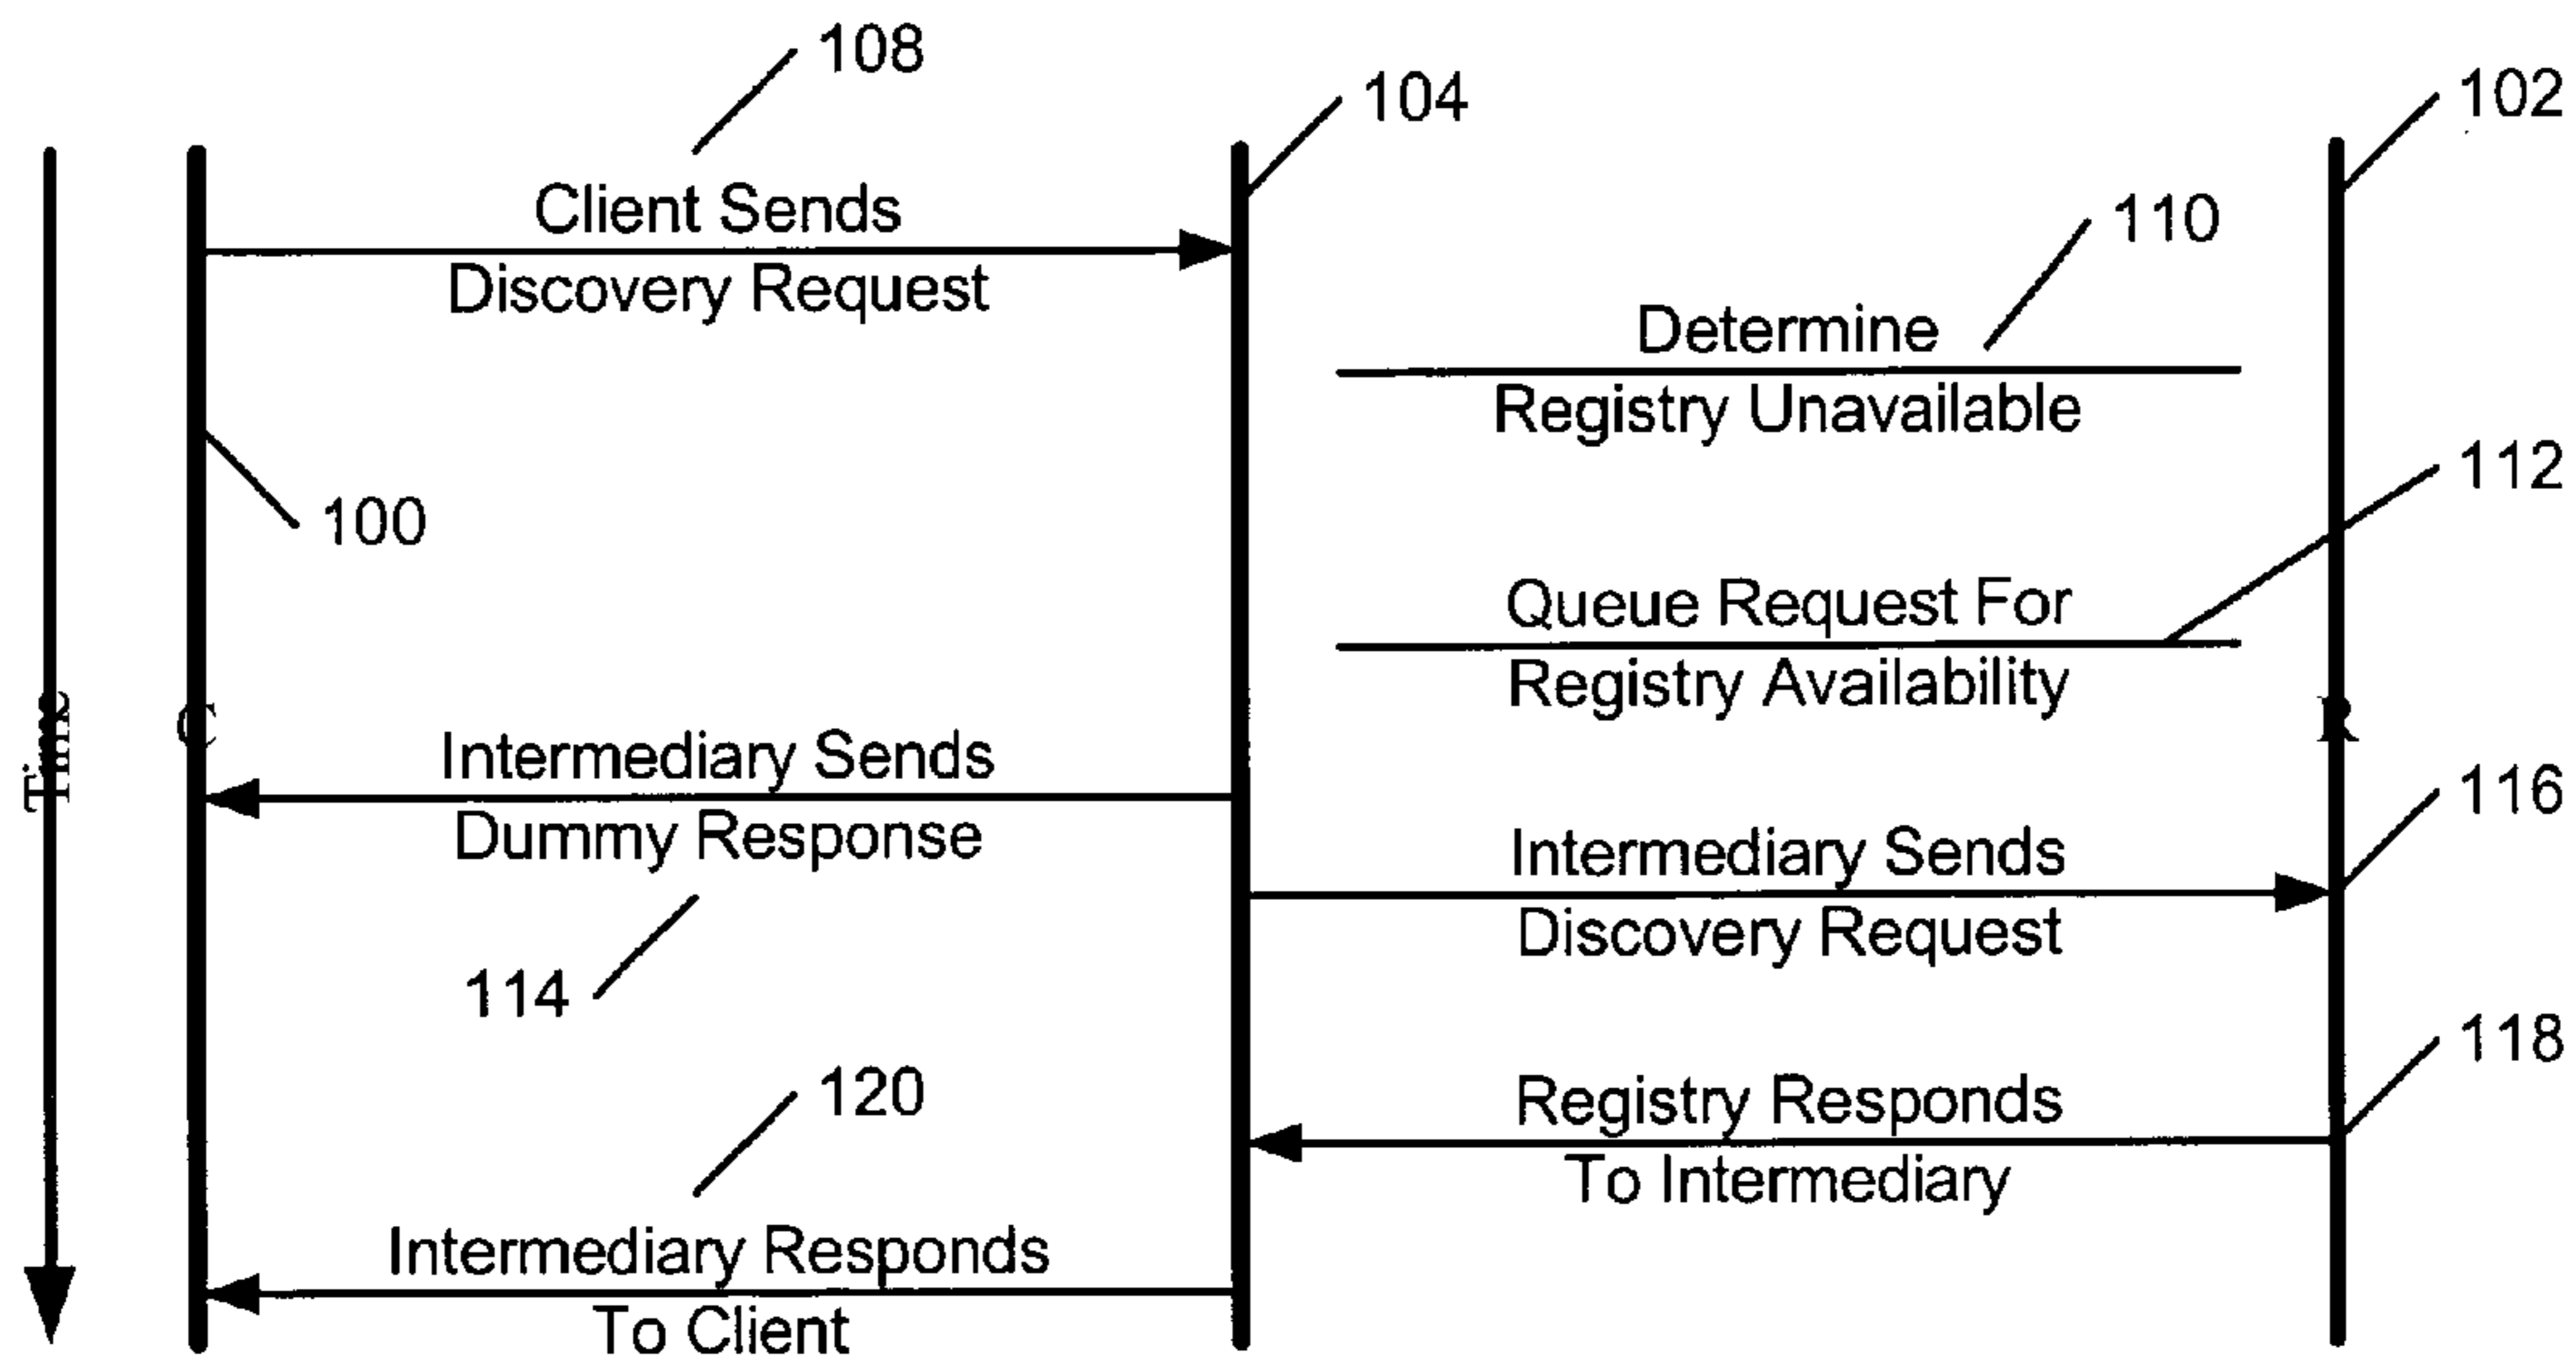 108
104
102
Client Sends
Discovery Request
110
Determine
Registry Unavailable
100
112
Queue Request For
Registry Availability
Time
C
R
Intermediary Sends
Dummy Response
114
116
Intermediary Sends
Discovery Request
118
Registry Responds
To Intermediary
120
Intermediary Responds
To Client